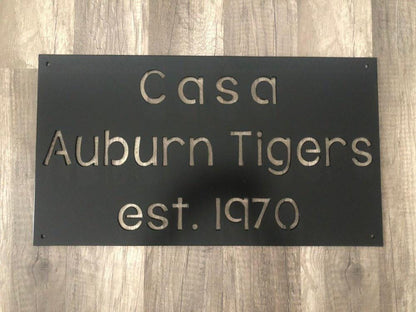 Casa
Auburn Tigers
est. 1970